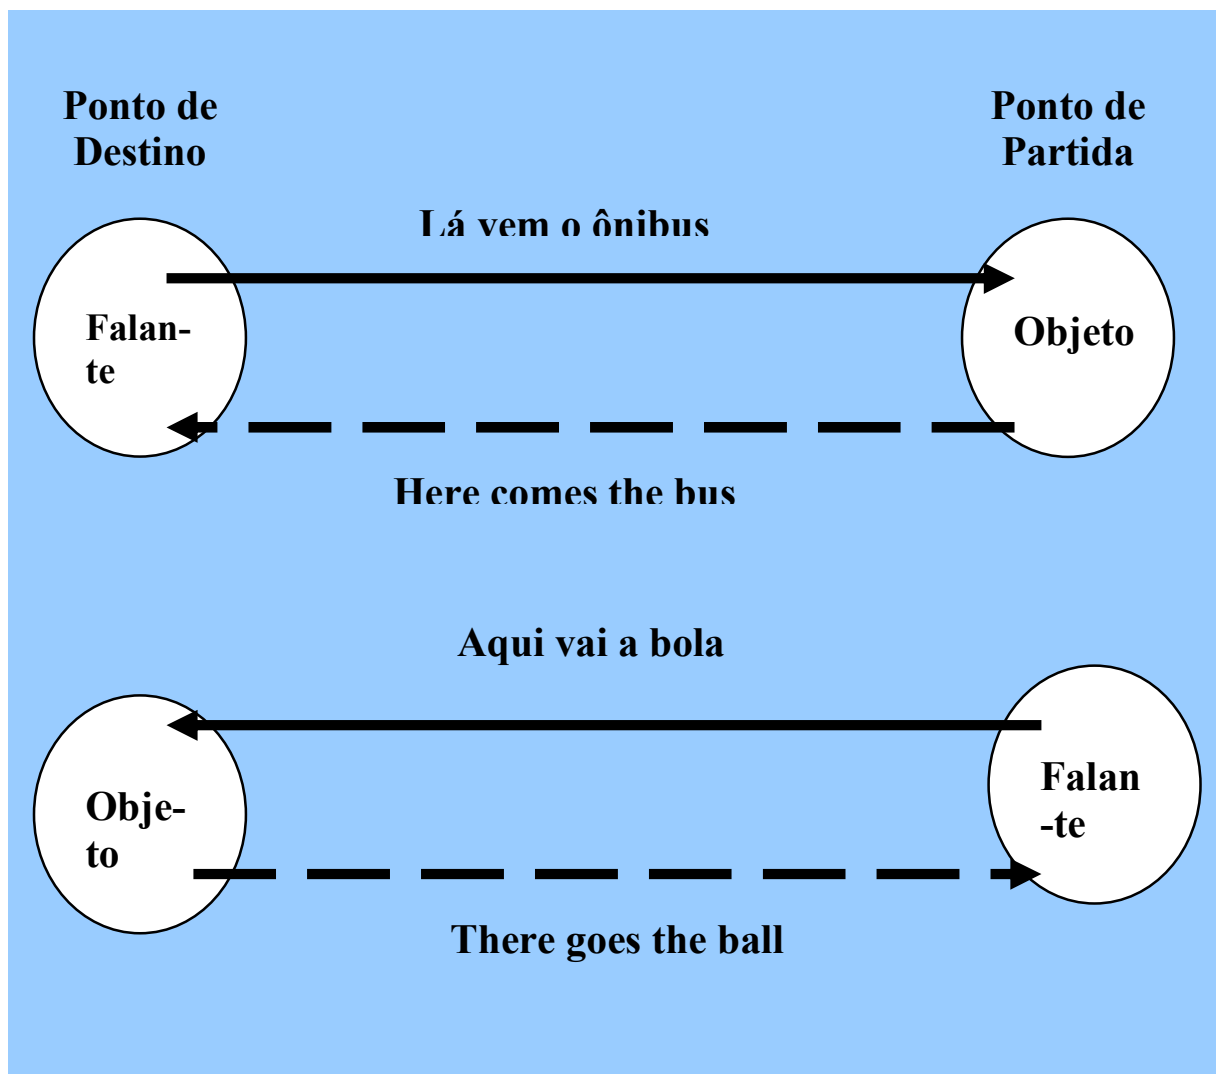 Ponto de
Destino
Ponto de
Partida
Lá vem o ônibus
Falan-
te
Objeto
Here comes the bus
Aqui vai a bola
Obje-
to
Falan
-te
There goes the ball